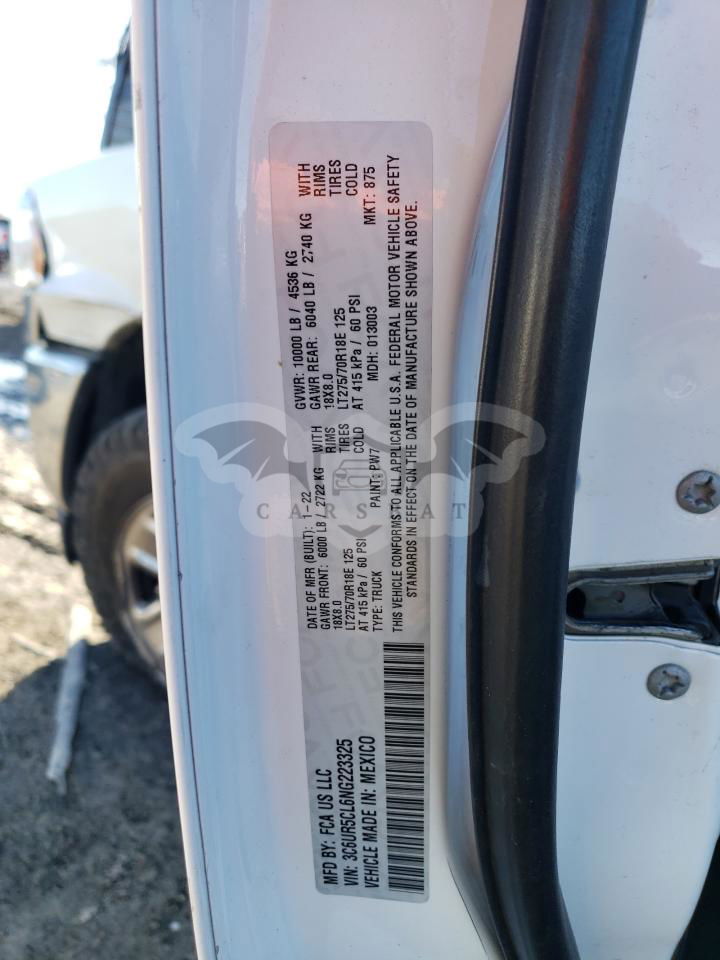 MFD BY: FCA US LLC
VIN: 3C6UR5CL6NG223325
VEHICLE MADE IN: MEXICO
DATE OF MFR (BUILT): 1-22 GVWR: 10000 LB / 4536 KG
GAWR FRONT: 6000 LB / 2722 KG WITH GAWR REAR: 6040 LB / 2740 KG WITH
18X8.0 RIMS 18X8.0 RIMS
LT275/70R18E 125 TIRES LT275/70R18E 125 TIRES
AT 415 kPa / 60 PSI COLD AT 415 kPa / 60 PSI COLD
TYPE: TRUCK PAINT: PW7 MDH: 013003 MKT: 875
THIS VEHICLE CONFORMS TO ALL APPLICABLE U.S.A. FEDERAL MOTOR VEHICLE SAFETY
STANDARDS IN EFFECT ON THE DATE OF MANUFACTURE SHOWN ABOVE.
CARSBAT